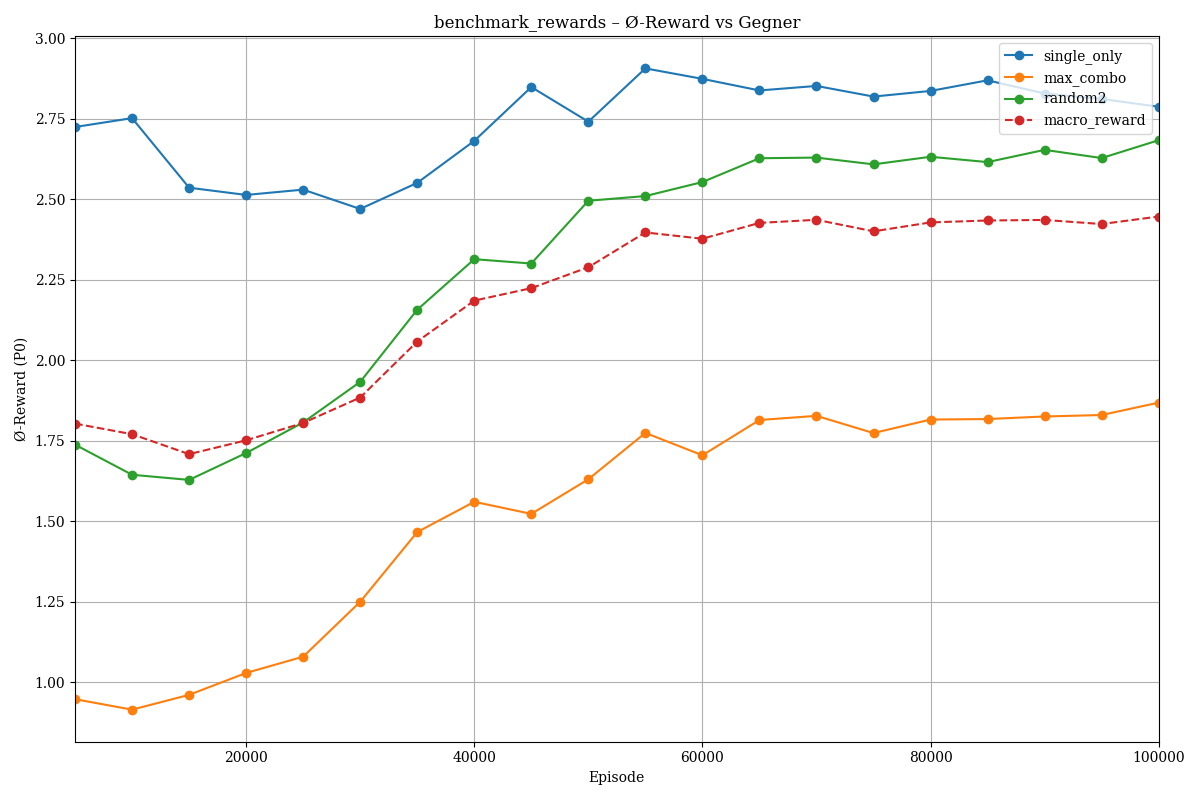 benchmark_rewards – Ø-Reward vs Gegner
3.00
2.75
2.50
2.25
2.00
1.75
1.50
1.25
1.00
Ø-Reward (P0)
single_only
max_combo
random2
macro_reward
20000
40000
60000
80000
100000
Episode